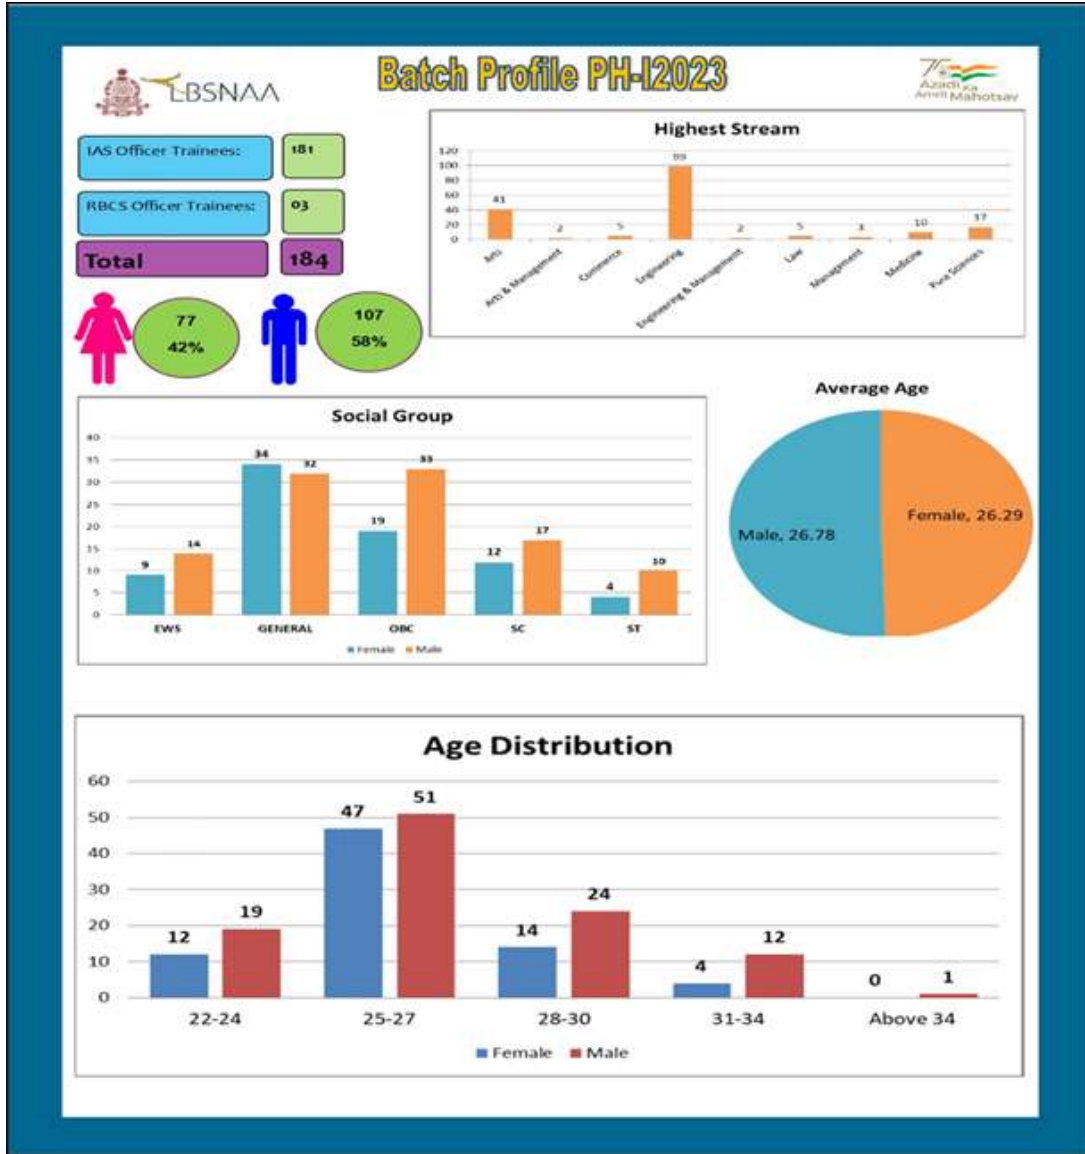 Batch Profile PH-I2023
LBSNAA
75
Azadi Ka
Amrit Mahotsav
IAS Officer Trainees: 181
RBCS Officer Trainees: 03
Total 184
77
42%
107
58%
Highest Stream
120
100
80
60
40
20
0
41
2
5
99
2
5
3
10
17
Arts
Arts & Management
Commerce
Engineering
Engineering & Management
Law
Management
Medicine
Pure Sciences
Social Group
40
35
30
25
20
15
10
5
0
9 14
34 32
19 33
12 17
4 10
EWS GENERAL OBC SC ST
Female Male
Average Age
Male, 26.78
Female, 26.29
Age Distribution
60
50
40
30
20
10
0
12 19
47 51
14 24
4 12
0 1
22-24 25-27 28-30 31-34 Above 34
Female Male